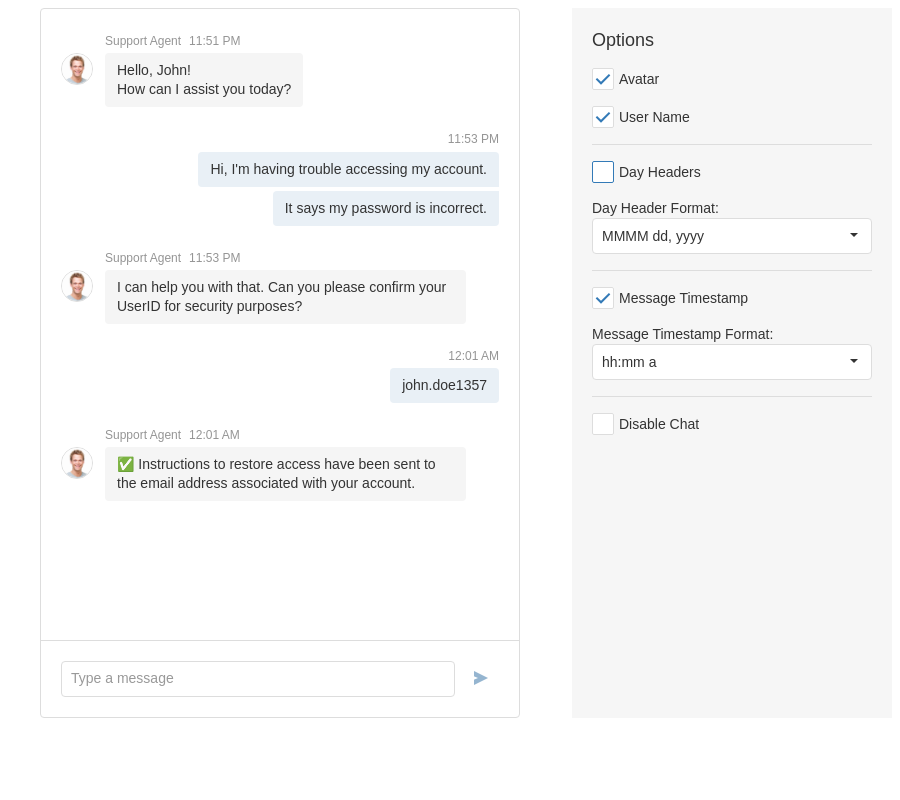 Support Agent 11:51 PM
Hello, John!
How can I assist you today?
11:53 PM
Hi, I'm having trouble accessing my account.
It says my password is incorrect.
Support Agent 11:53 PM
I can help you with that. Can you please confirm your
UserID for security purposes?
12:01 AM
john.doe1357
Support Agent 12:01 AM
✅ Instructions to restore access have been sent to
the email address associated with your account.
Type a message
Options
Avatar
User Name
Day Headers
Day Header Format:
MMMM dd, yyyy
Message Timestamp
Message Timestamp Format:
hh:mm a
Disable Chat